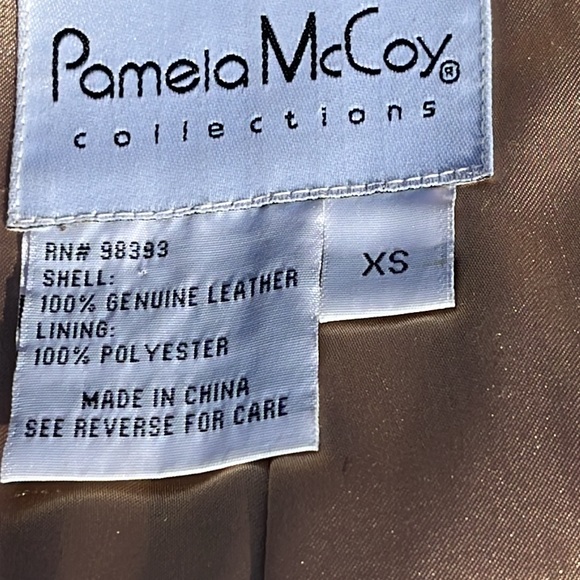 Pamela McCoy®
collections
RN# 98393
SHELL:
100% GENUINE LEATHER
LINING:
100% POLYESTER
MADE IN CHINA
SEE REVERSE FOR CARE
XS